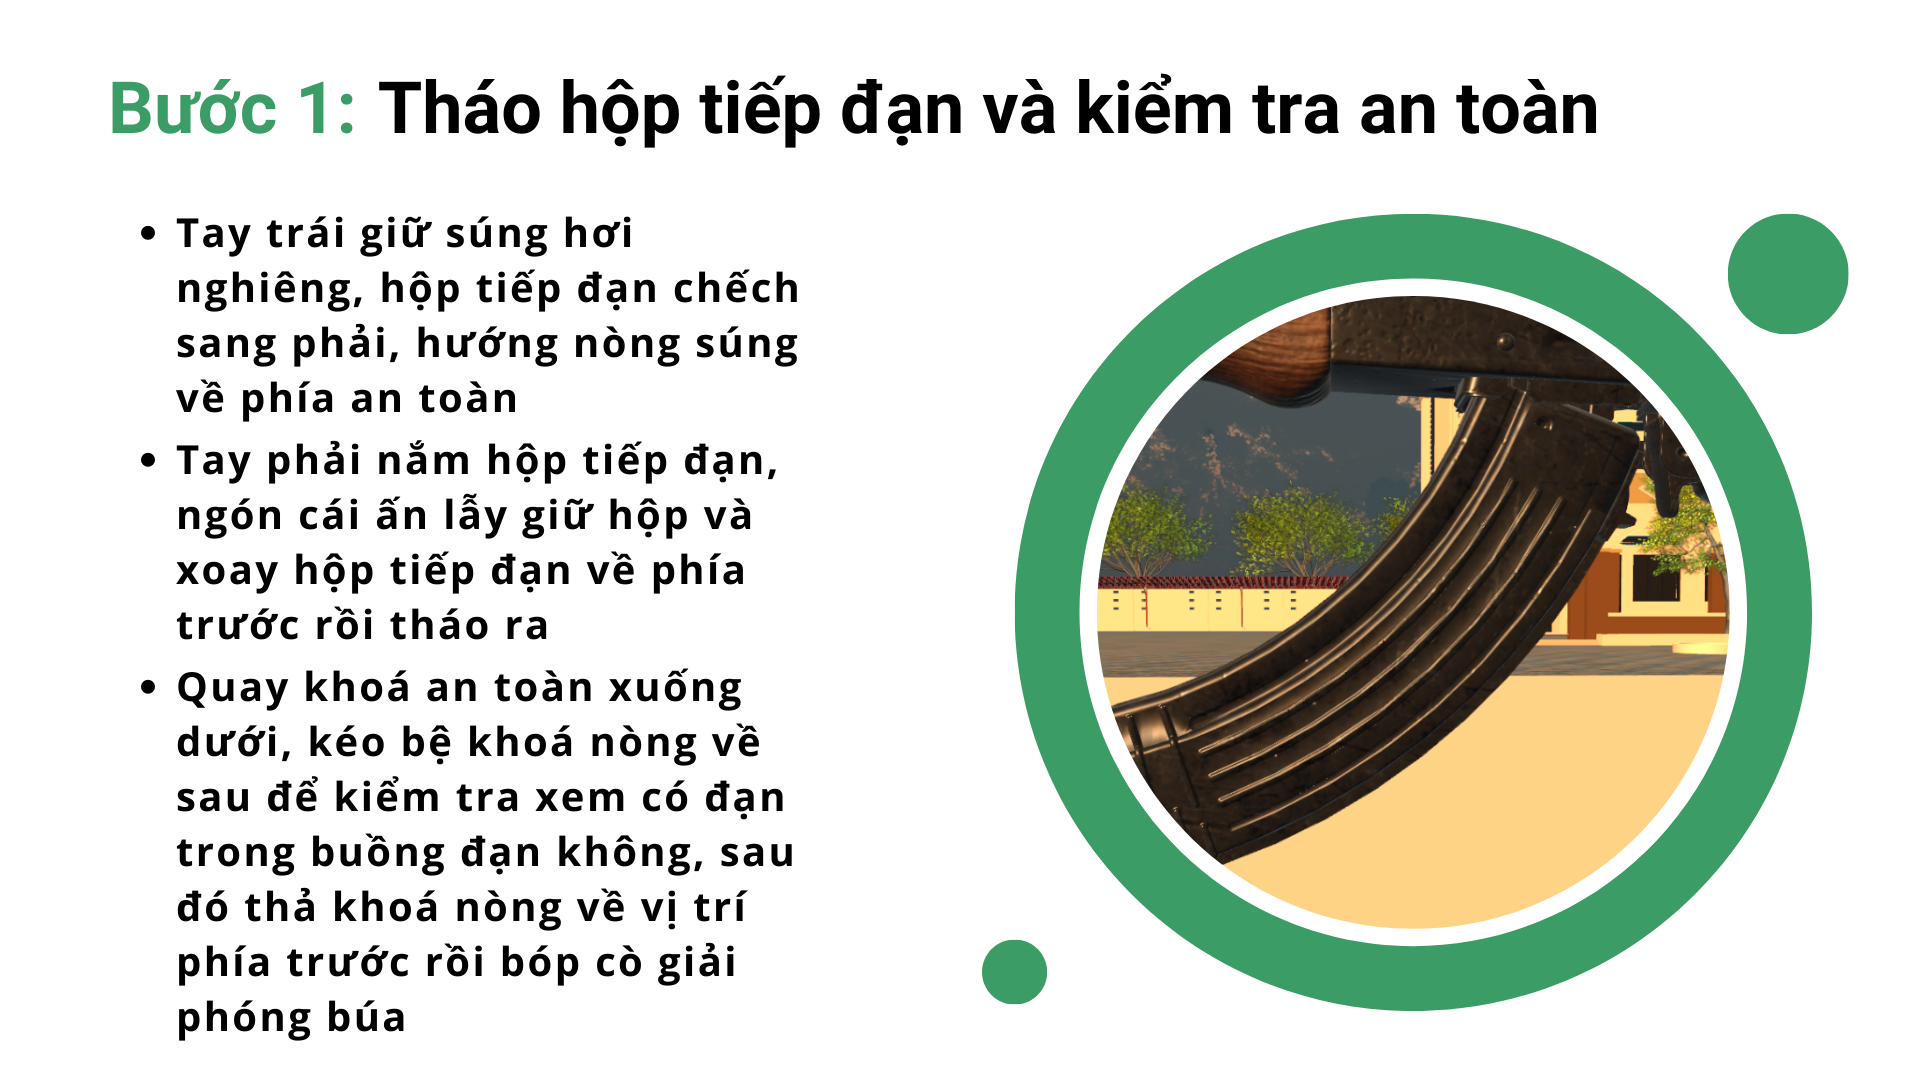 Bước 1: Tháo hộp tiếp đạn và kiểm tra an toàn
Tay trái giữ súng hơi
nghiêng, hộp tiếp đạn chếch
sang phải, hướng nòng súng
về phía an toàn
Tay phải nắm hộp tiếp đạn,
ngón cái ấn lẫy giữ hộp và
xoay hộp tiếp đạn về phía
trước rồi tháo ra
Quay khoá an toàn xuống
dưới, kéo bệ khoá nòng về
sau để kiểm tra xem có đạn
trong buồng đạn không, sau
đó thả khoá nòng về vị trí
phía trước rồi bóp cò giải
phóng búa